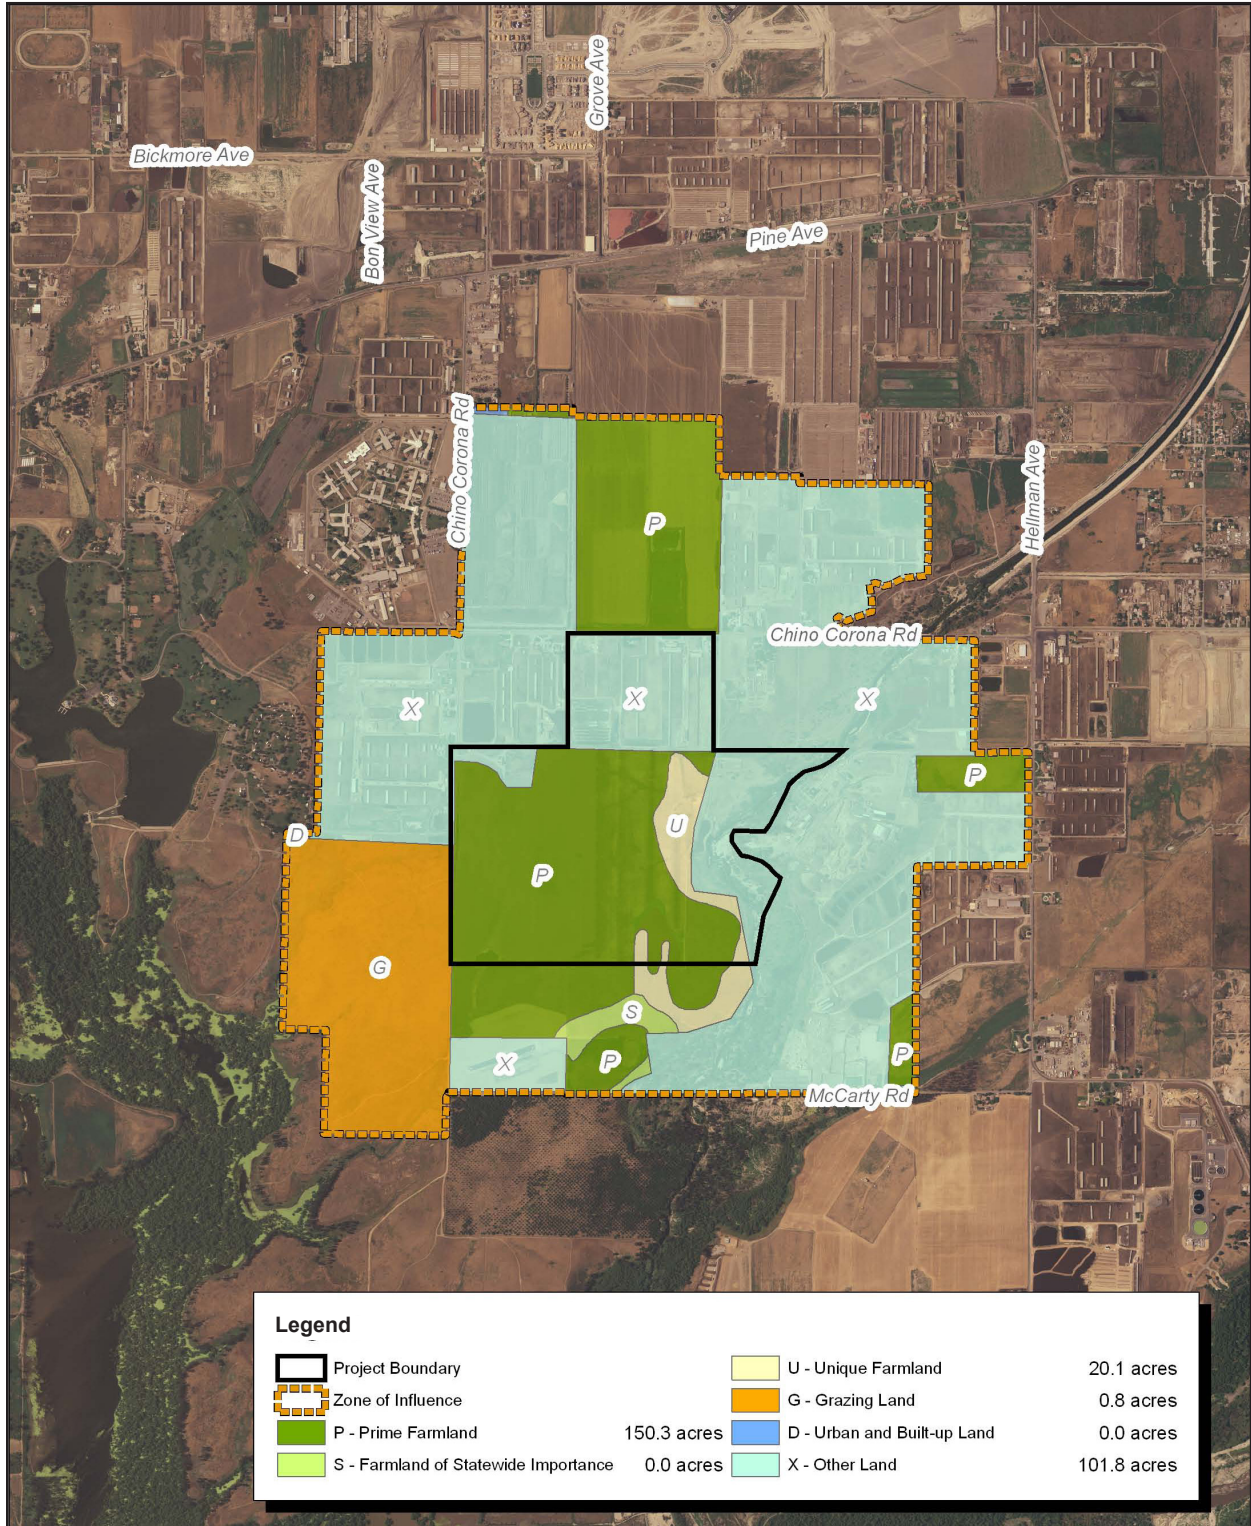 Grove Ave
Bickmore Ave
Bon View Ave
Pine Ave
Chino Corona Rd
Hellman Ave
P
Chino Corona Rd
X
X
X
P
U
D
P
G
S
X
P
P
McCarty Rd
Legend
Project Boundary
Zone of Influence
P - Prime Farmland 150.3 acres
S - Farmland of Statewide Importance 0.0 acres
U - Unique Farmland 20.1 acres
G - Grazing Land 0.8 acres
D - Urban and Built-up Land 0.0 acres
X - Other Land 101.8 acres